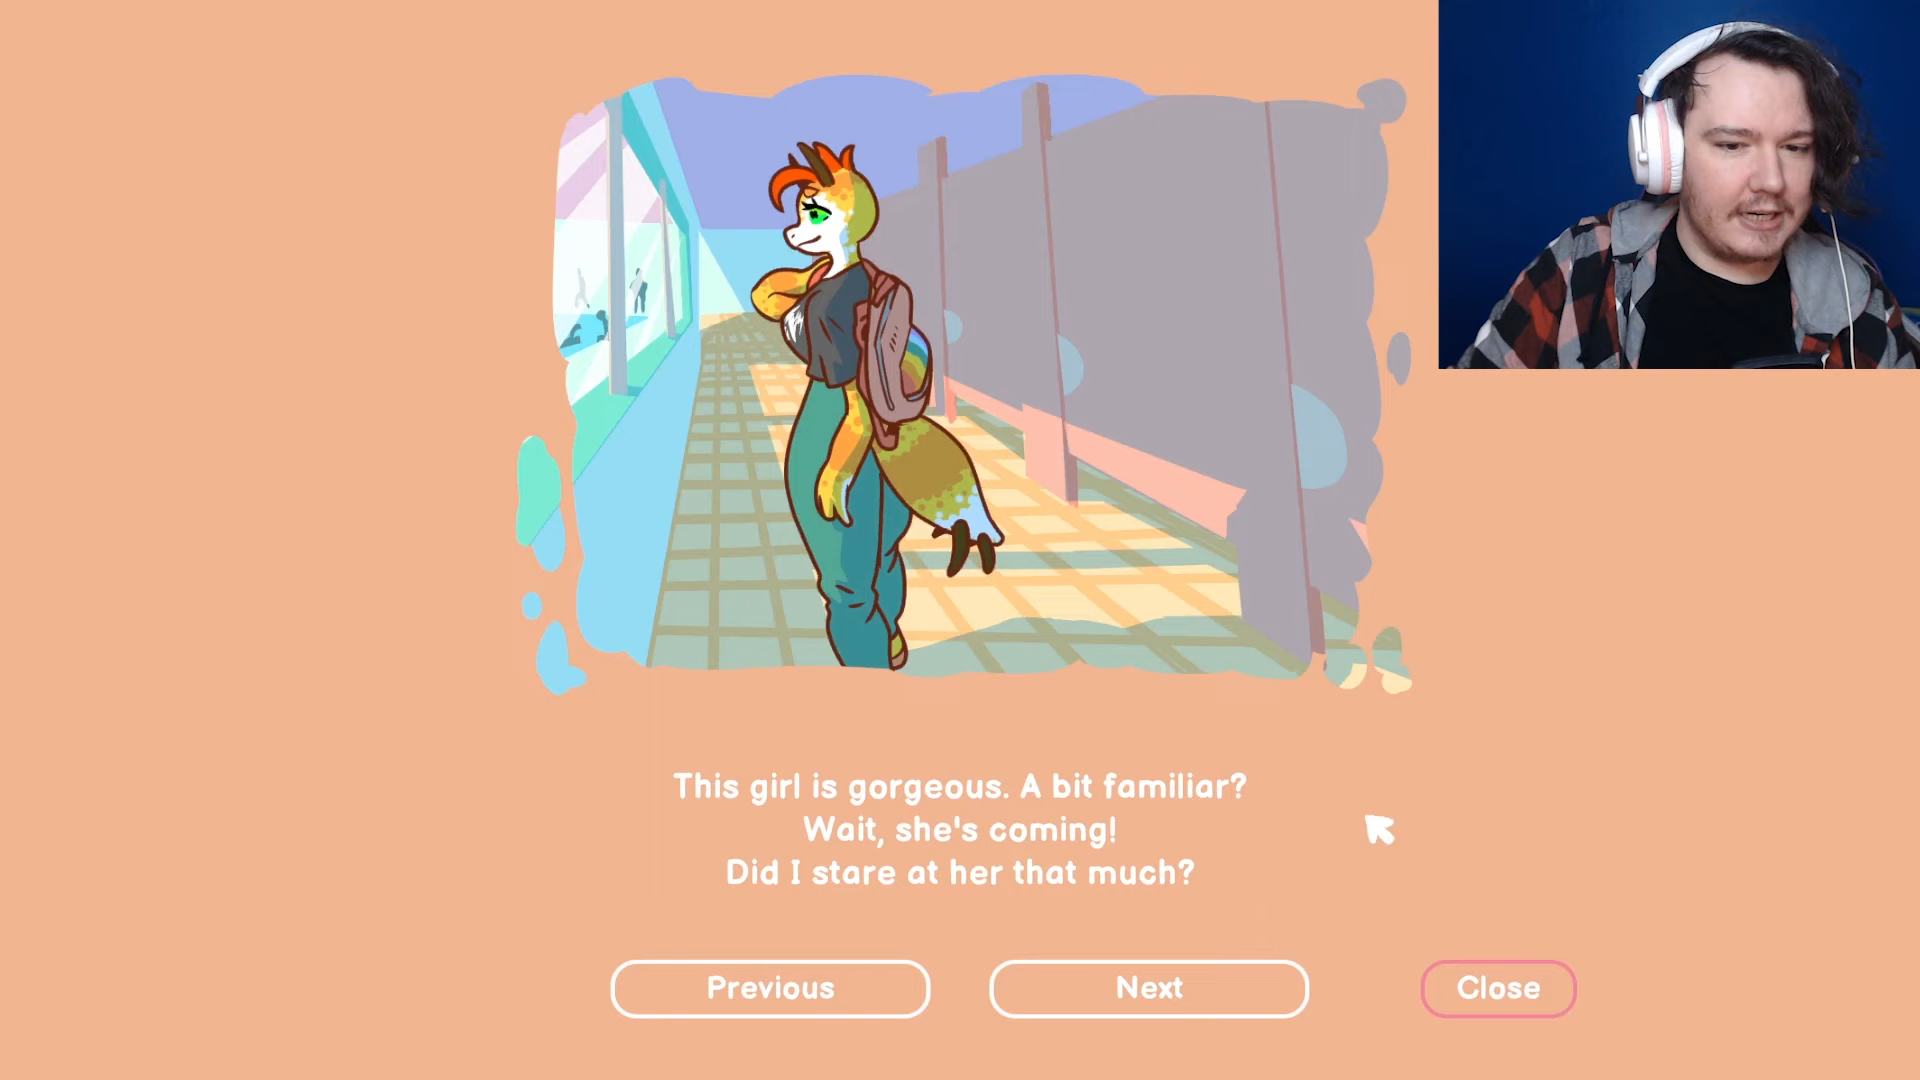 This girl is gorgeous. A bit familiar?
Wait, she's coming!
Did I stare at her that much?
Previous
Next
Close